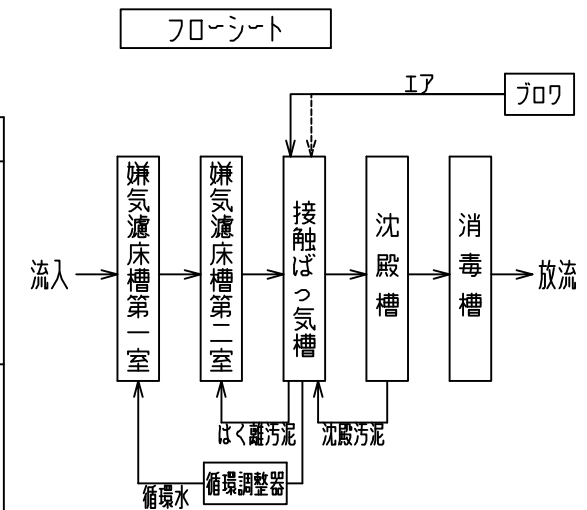 フローシート
エア
ブロワ
流入
嫌気濾床槽第一室
嫌気濾床槽第二室
接触ばっ気槽
沈殿槽
消毒槽
放流
はく離汚泥
沈殿汚泥
循環水
循環調整器